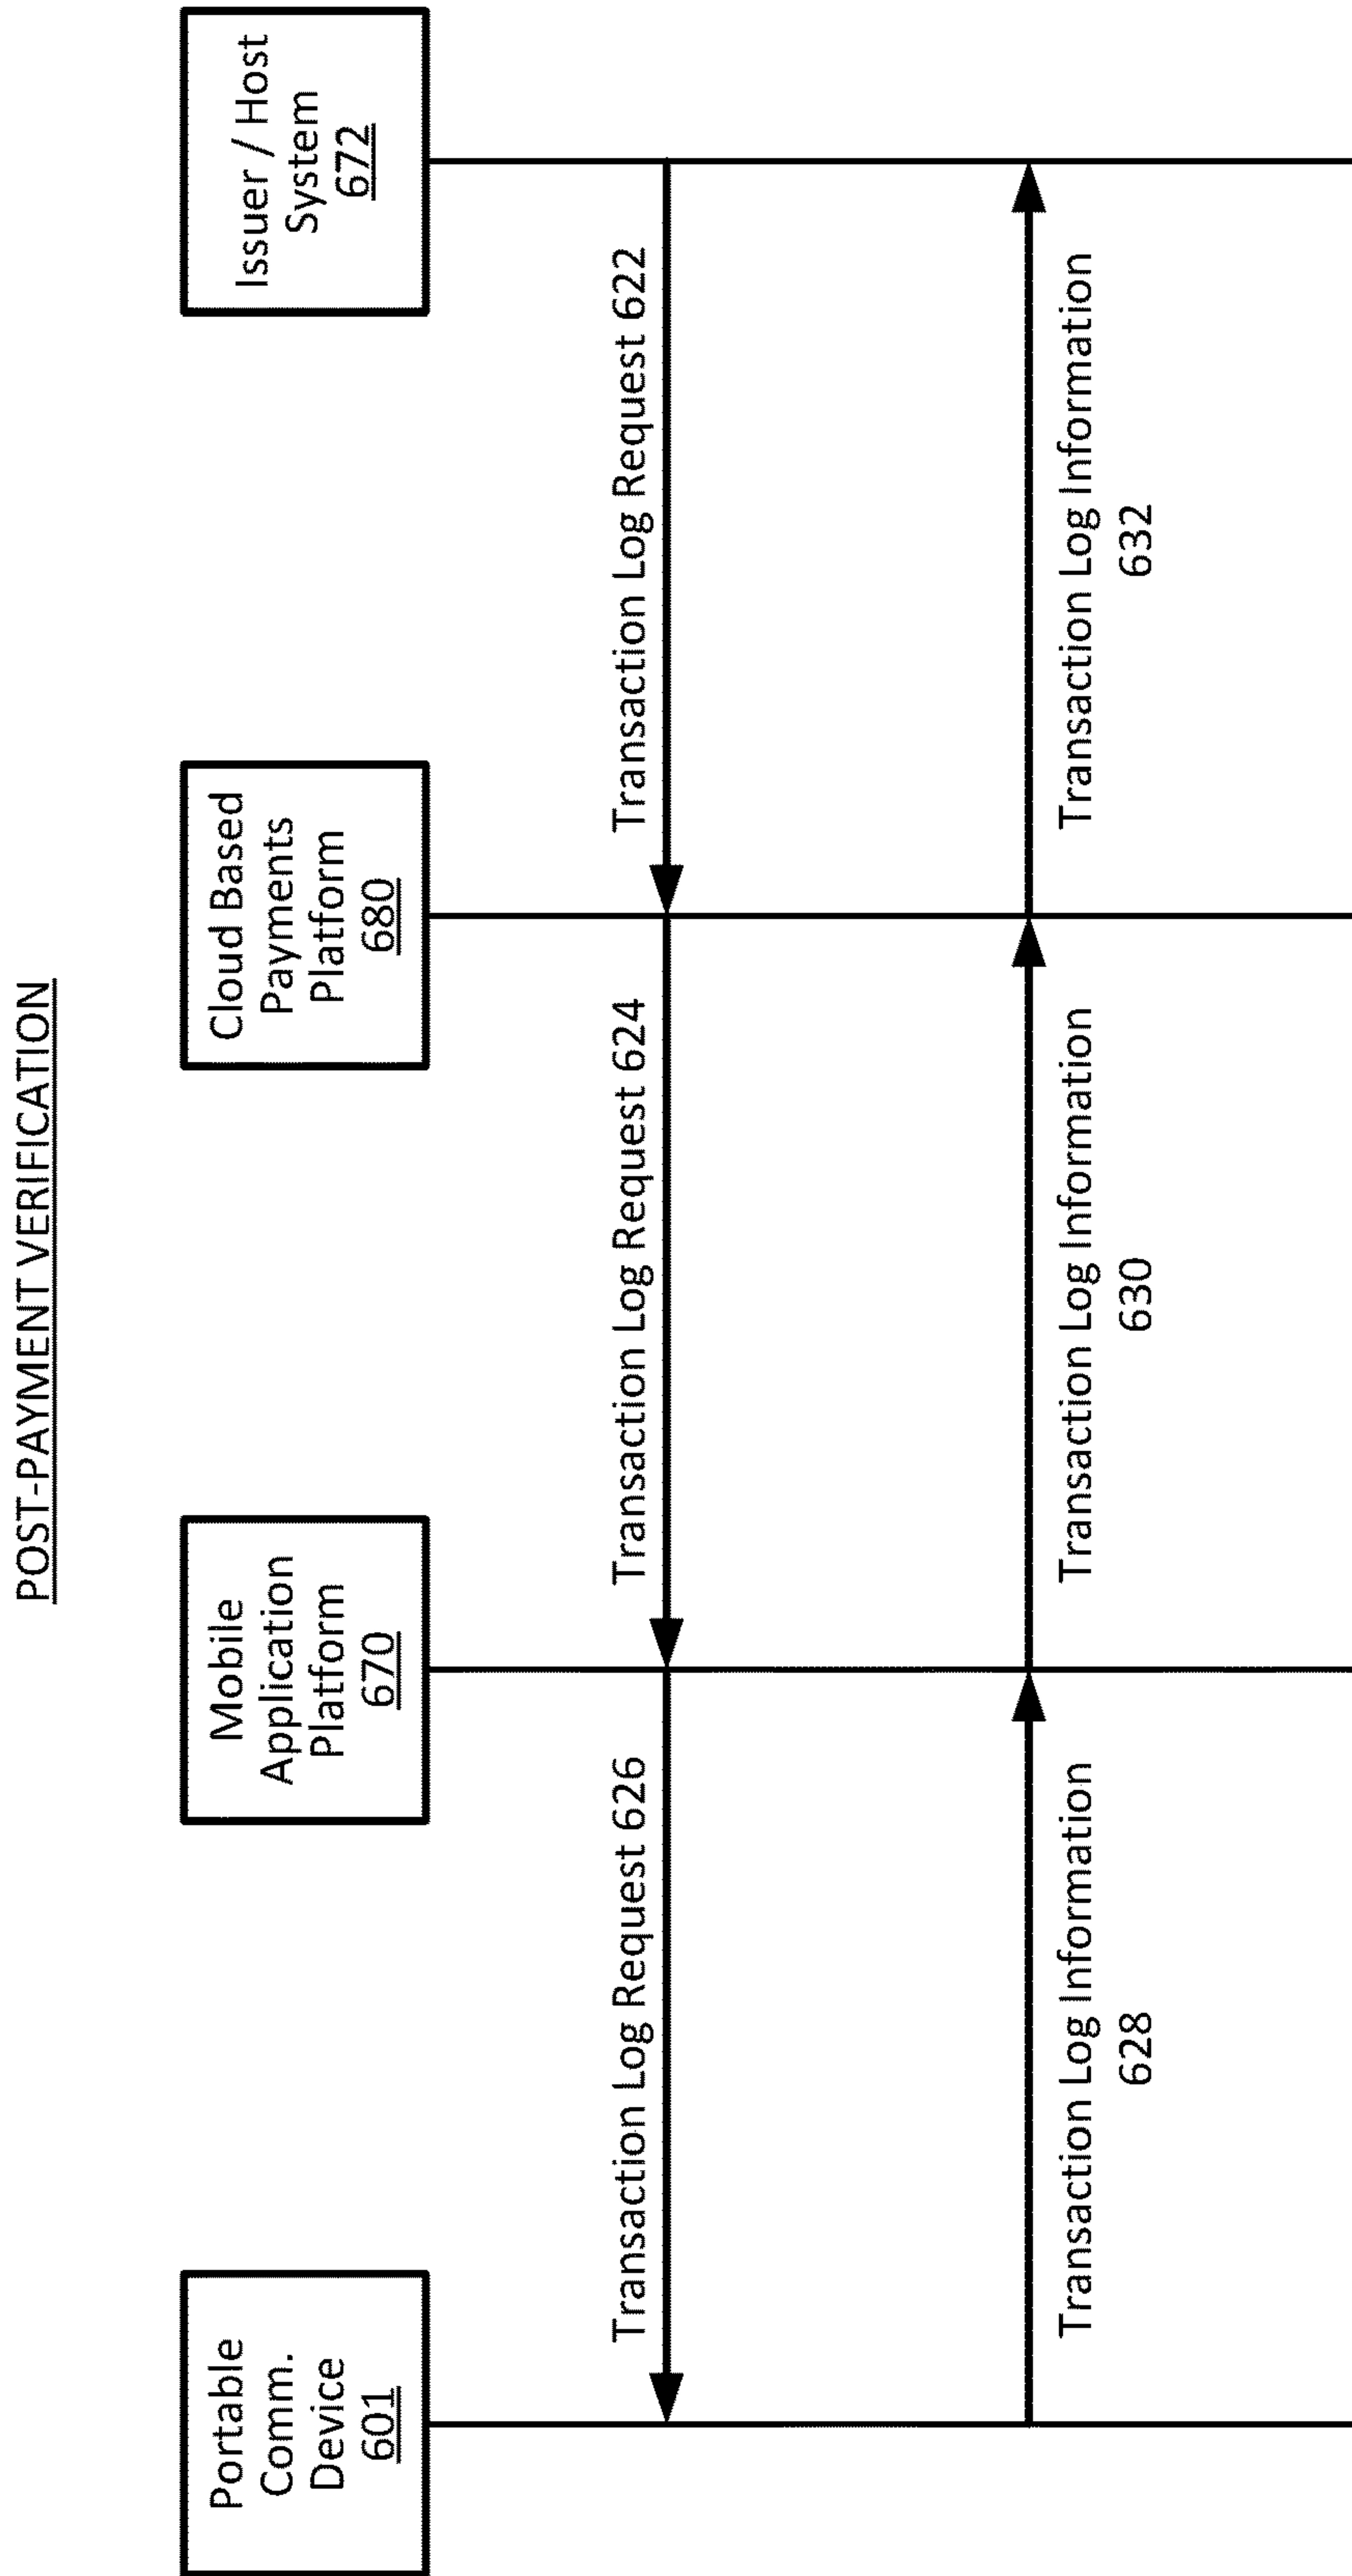 POST-PAYMENT VERIFICATION
Portable
Comm.
Device
601
Mobile
Application
Platform
670
Cloud Based
Payments
Platform
680
Issuer / Host
System
672
Transaction Log Request 626
Transaction Log Request 624
Transaction Log Request 622
Transaction Log Information
628
Transaction Log Information
630
Transaction Log Information
632